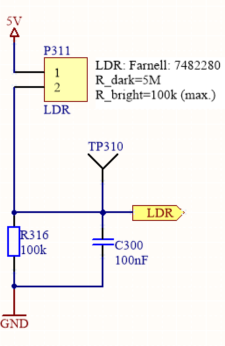 5V
P311
1
2
LDR
LDR: Farnell: 7482280
R_dark=5M
R_bright=100k (max.)
TP310
LDR
R316
100k
C300
100nF
GND